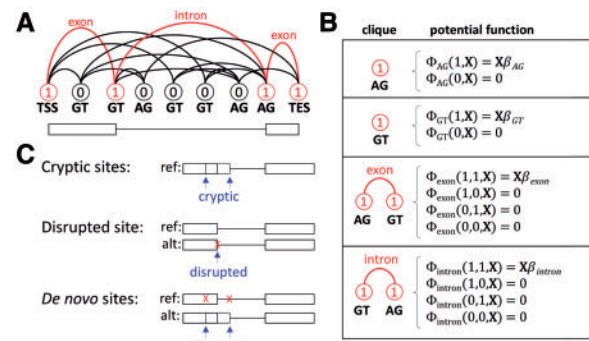 A
exon
intron
exon
1 0 1 0 0 0 0 1 1
TSS GT GT AG GT GT AG AG TES
C
Cryptic sites:
ref:
cryptic
Disrupted site:
ref:
alt:
disrupted
De novo sites:
ref:
alt:
B
clique potential function
1
AG
Φ_AG(1,X) = Xβ_AG
Φ_AG(0,X) = 0
1
GT
Φ_GT(1,X) = Xβ_GT
Φ_GT(0,X) = 0
exon
1 1
AG GT
Φ_exon(1,1,X) = Xβ_exon
Φ_exon(1,0,X) = 0
Φ_exon(0,1,X) = 0
Φ_exon(0,0,X) = 0
intron
1 1
GT AG
Φ_intron(1,1,X) = Xβ_intron
Φ_intron(1,0,X) = 0
Φ_intron(0,1,X) = 0
Φ_intron(0,0,X) = 0